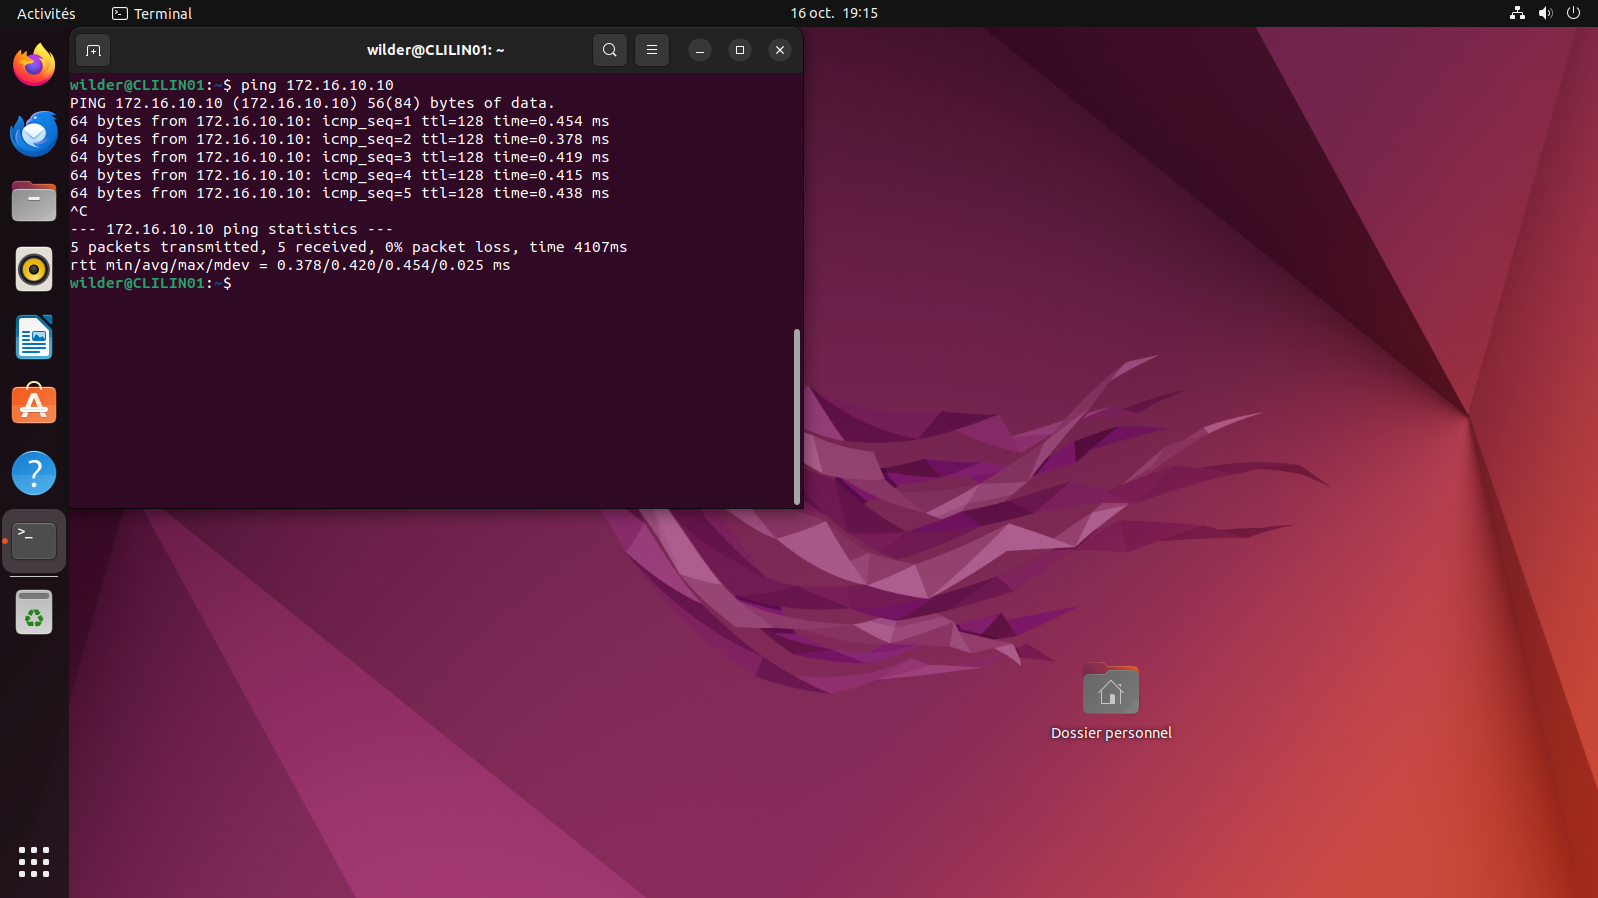 Activités
Terminal
16 oct. 19:15
wilder@CLILIN01: ~
wilder@CLILIN01:~$ ping 172.16.10.10
PING 172.16.10.10 (172.16.10.10) 56(84) bytes of data.
64 bytes from 172.16.10.10: icmp_seq=1 ttl=128 time=0.454 ms
64 bytes from 172.16.10.10: icmp_seq=2 ttl=128 time=0.378 ms
64 bytes from 172.16.10.10: icmp_seq=3 ttl=128 time=0.419 ms
64 bytes from 172.16.10.10: icmp_seq=4 ttl=128 time=0.415 ms
64 bytes from 172.16.10.10: icmp_seq=5 ttl=128 time=0.438 ms
^C
--- 172.16.10.10 ping statistics ---
5 packets transmitted, 5 received, 0% packet loss, time 4107ms
rtt min/avg/max/mdev = 0.378/0.420/0.454/0.025 ms
wilder@CLILIN01:~$
Dossier personnel